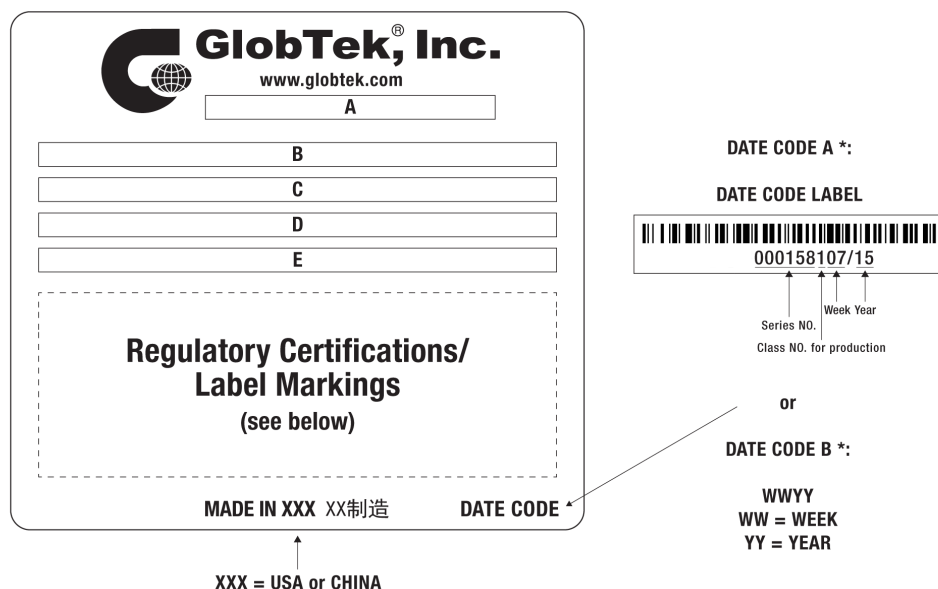 GlobTek,® Inc.
www.globtek.com
A
B
C
D
E
Regulatory Certifications/
Label Markings
(see below)
MADE IN XXX XX制造 DATE CODE
XXX = USA or CHINA
DATE CODE A *:
DATE CODE LABEL
000158107/15
Week Year
Series NO.
Class NO. for production
or
DATE CODE B *:
WWYY
WW = WEEK
YY = YEAR